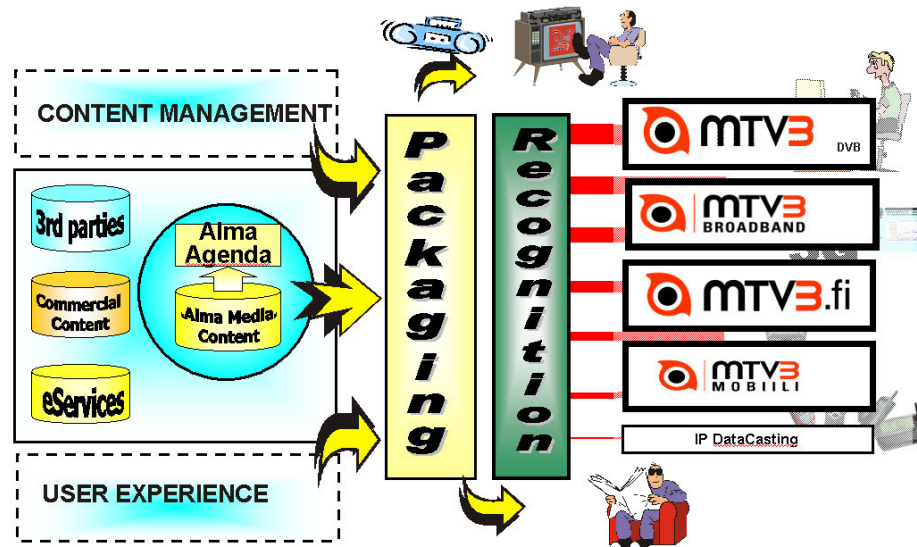 CONTENT MANAGEMENT
3rd parties
Commercial
Content
eServices
Alma
Agenda
Alma Media
Content
USER EXPERIENCE
Packaging
Recognition
MTV3
DVB
MTV3
BROADBAND
3G
MTV3.fi
MTV3
MOBIILI
IP DataCasting